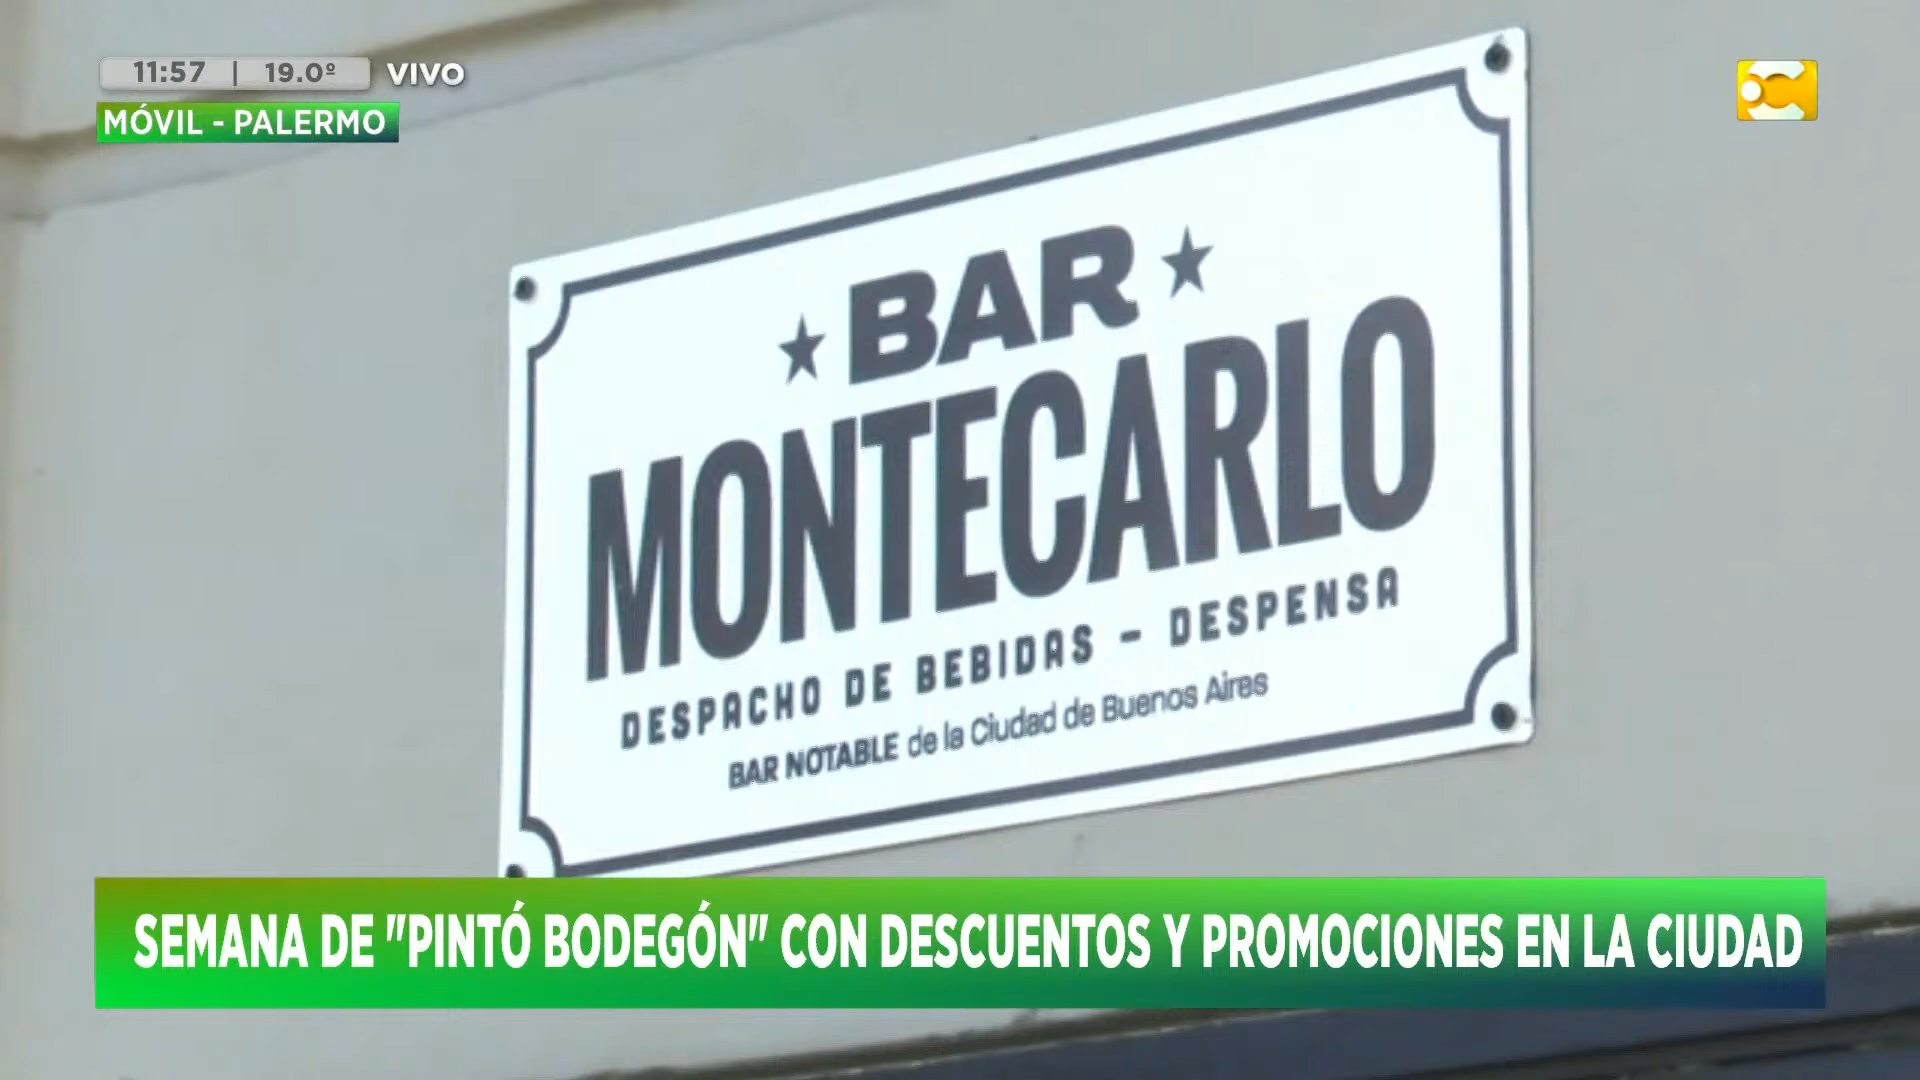 11:57 | 19.0º VIVO
MÓVIL - PALERMO
BAR
MONTECARLO
DESPACHO DE BEBIDAS - DESPENSA
BAR NOTABLE de la Ciudad de Buenos Aires
SEMANA DE "PINTÓ BODEGÓN" CON DESCUENTOS Y PROMOCIONES EN LA CIUDAD